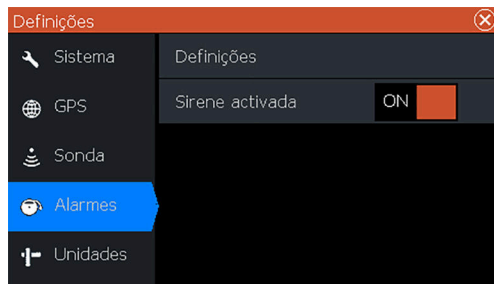 Definições
Sistema
GPS
Sonda
Alarmes
Unidades
Definições
Sirene activada ON